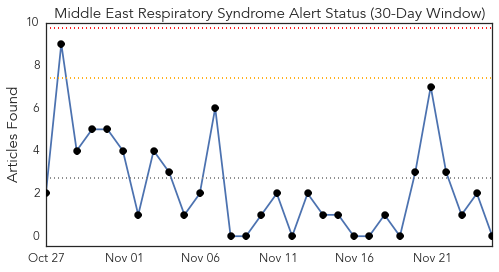 Middle East Respiratory Syndrome Alert Status (30-Day Window)
Articles Found
10
8
6
4
2
0
Oct 27 Nov 01 Nov 06 Nov 11 Nov 16 Nov 21